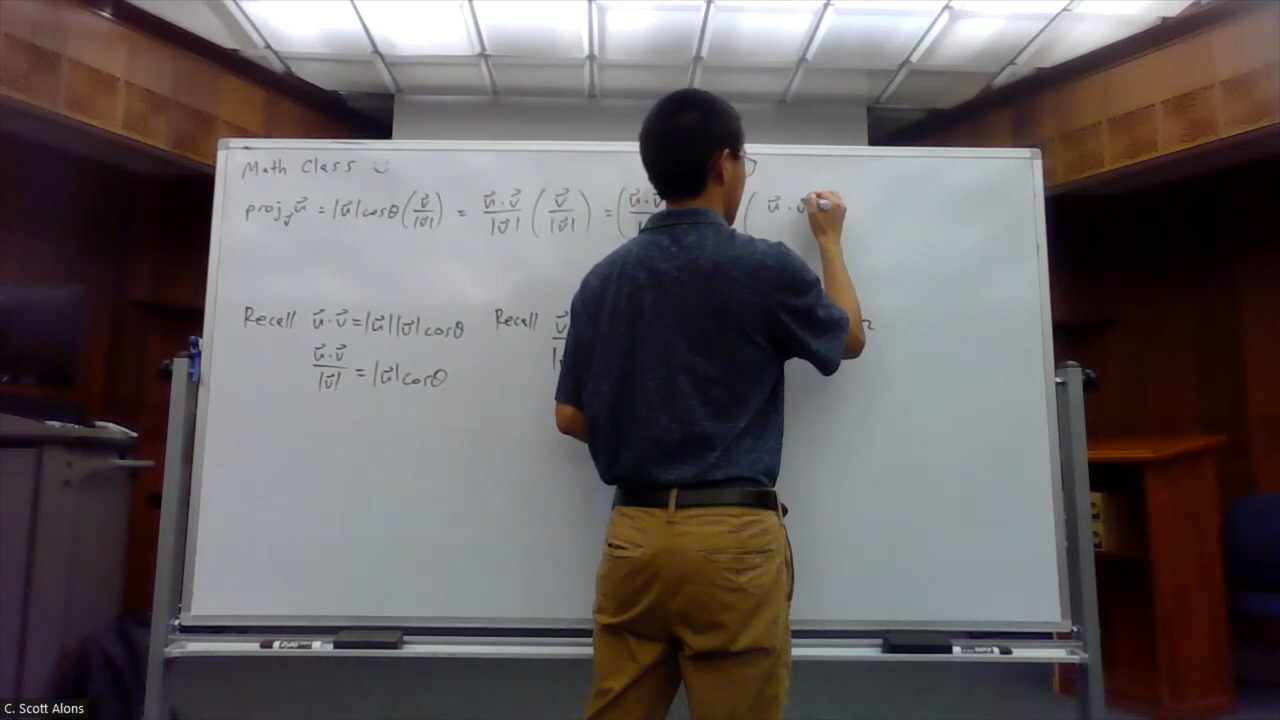 Math Class ☺
proj_v⃗ u⃗ = |u⃗|cosθ(v⃗/|v⃗|) = u⃗·v⃗/|v⃗| (v⃗/|v⃗|) = (u⃗·v⃗/|v⃗| ( u⃗·v⃗
Recall u⃗·v⃗ = |u⃗||v⃗|cosθ Recall v⃗
u⃗·v⃗/|v⃗| = |u⃗|cosθ
C. Scott Alons